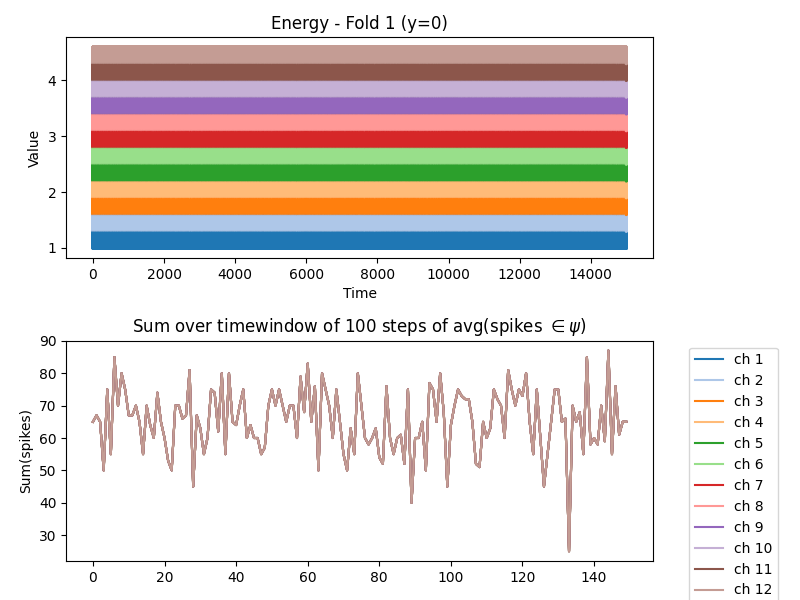 Energy - Fold 1 (y=0)
4
3
2
1
Value
0 2000 4000 6000 8000 10000 12000 14000
Time
Sum over timewindow of 100 steps of avg(spikes ∈ ψ)
90
80
70
60
50
40
30
Sum(spikes)
0 20 40 60 80 100 120 140
ch 1
ch 2
ch 3
ch 4
ch 5
ch 6
ch 7
ch 8
ch 9
ch 10
ch 11
ch 12